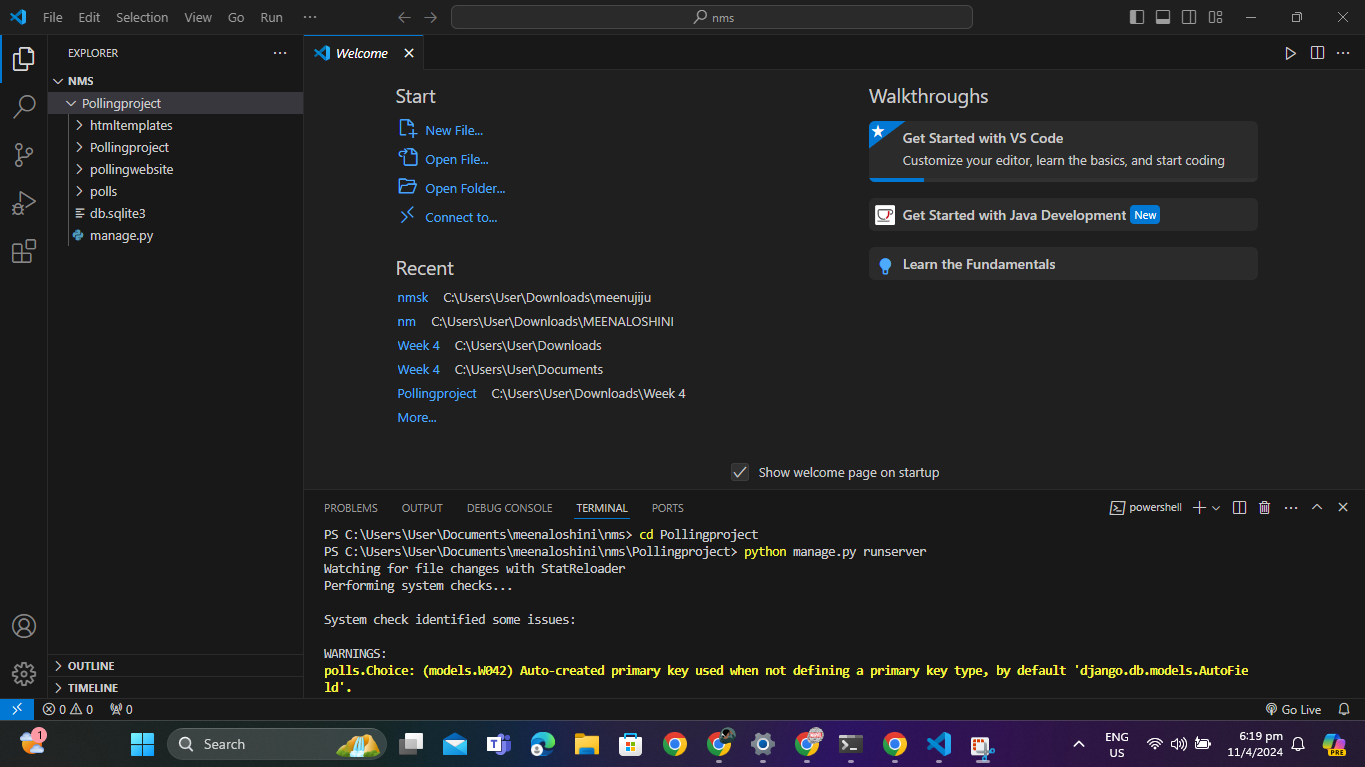 File Edit Selection View Go Run ...
nms
EXPLORER ...
Welcome
NMS
Pollingproject
htmltemplates
Pollingproject
pollingwebsite
polls
db.sqlite3
manage.py
OUTLINE
TIMELINE
Start
New File...
Open File...
Open Folder...
Connect to...
Recent
nmsk C:\Users\User\Downloads\meenujiju
nm C:\Users\User\Downloads\MEENALOSHINI
Week 4 C:\Users\User\Downloads
Week 4 C:\Users\User\Documents
Pollingproject C:\Users\User\Downloads\Week 4
More...
Walkthroughs
Get Started with VS Code
Customize your editor, learn the basics, and start coding
Get Started with Java Development New
Learn the Fundamentals
Show welcome page on startup
PROBLEMS OUTPUT DEBUG CONSOLE TERMINAL PORTS
powershell
PS C:\Users\User\Documents\meenaloshini\nms> cd Pollingproject
PS C:\Users\User\Documents\meenaloshini\nms\Pollingproject> python manage.py runserver
Watching for file changes with StatReloader
Performing system checks...
System check identified some issues:
WARNINGS:
polls.Choice: (models.W042) Auto-created primary key used when not defining a primary key type, by default 'django.db.models.AutoFie
ld'.
0 0 0
Go Live
1
Search
PRE
ENG
US
6:19 pm
11/4/2024